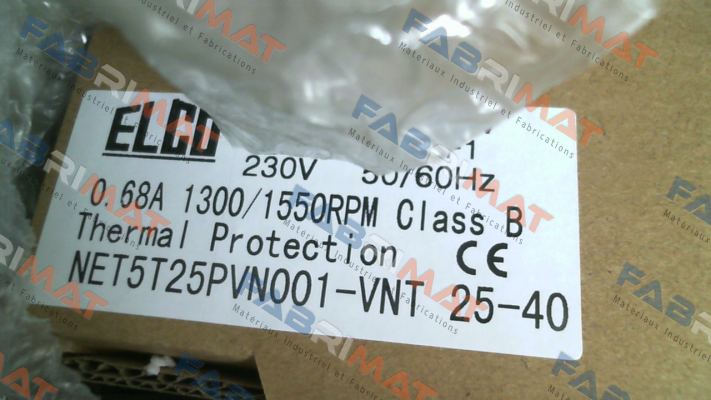 ELCO
230V 50/60Hz
0.68A 1300/1550RPM Class B
Thermal Protection CE
NET5T25PVN001-VNT 25-40
FABRIMAT
Matériaux Industriel et Fabrications